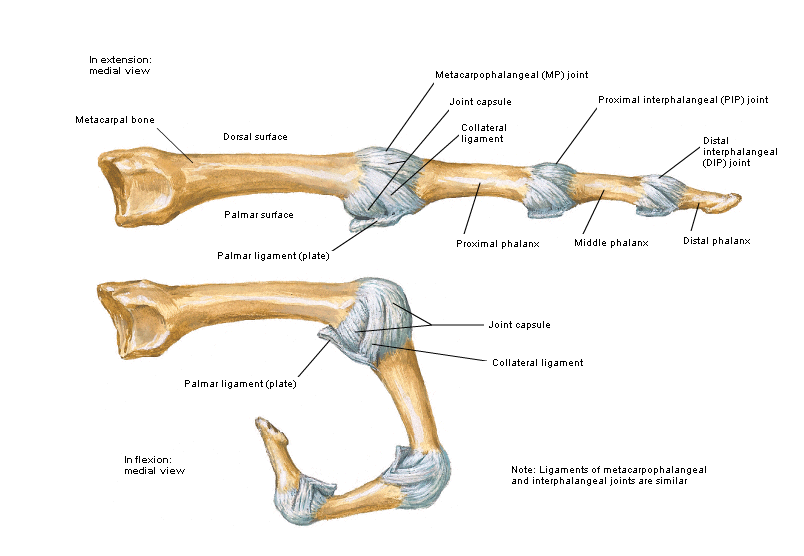 In extension:
medial view
Metacarpophalangeal (MP) joint
Joint capsule
Proximal interphalangeal (PIP) joint
Metacarpal bone
Collateral
ligament
Dorsal surface
Distal
interphalangeal
(DIP) joint
Palmar surface
Proximal phalanx
Middle phalanx
Distal phalanx
Palmar ligament (plate)
Joint capsule
Collateral ligament
Palmar ligament (plate)
In flexion:
medial view
Note: Ligaments of metacarpophalangeal
and interphalangeal joints are similar